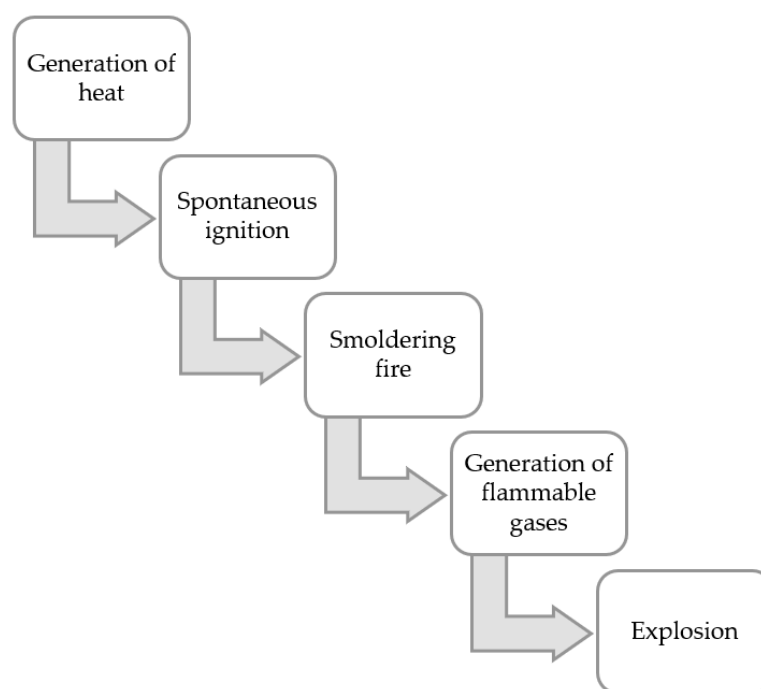 Generation of
heat
Spontaneous
ignition
Smoldering
fire
Generation of
flammable
gases
Explosion